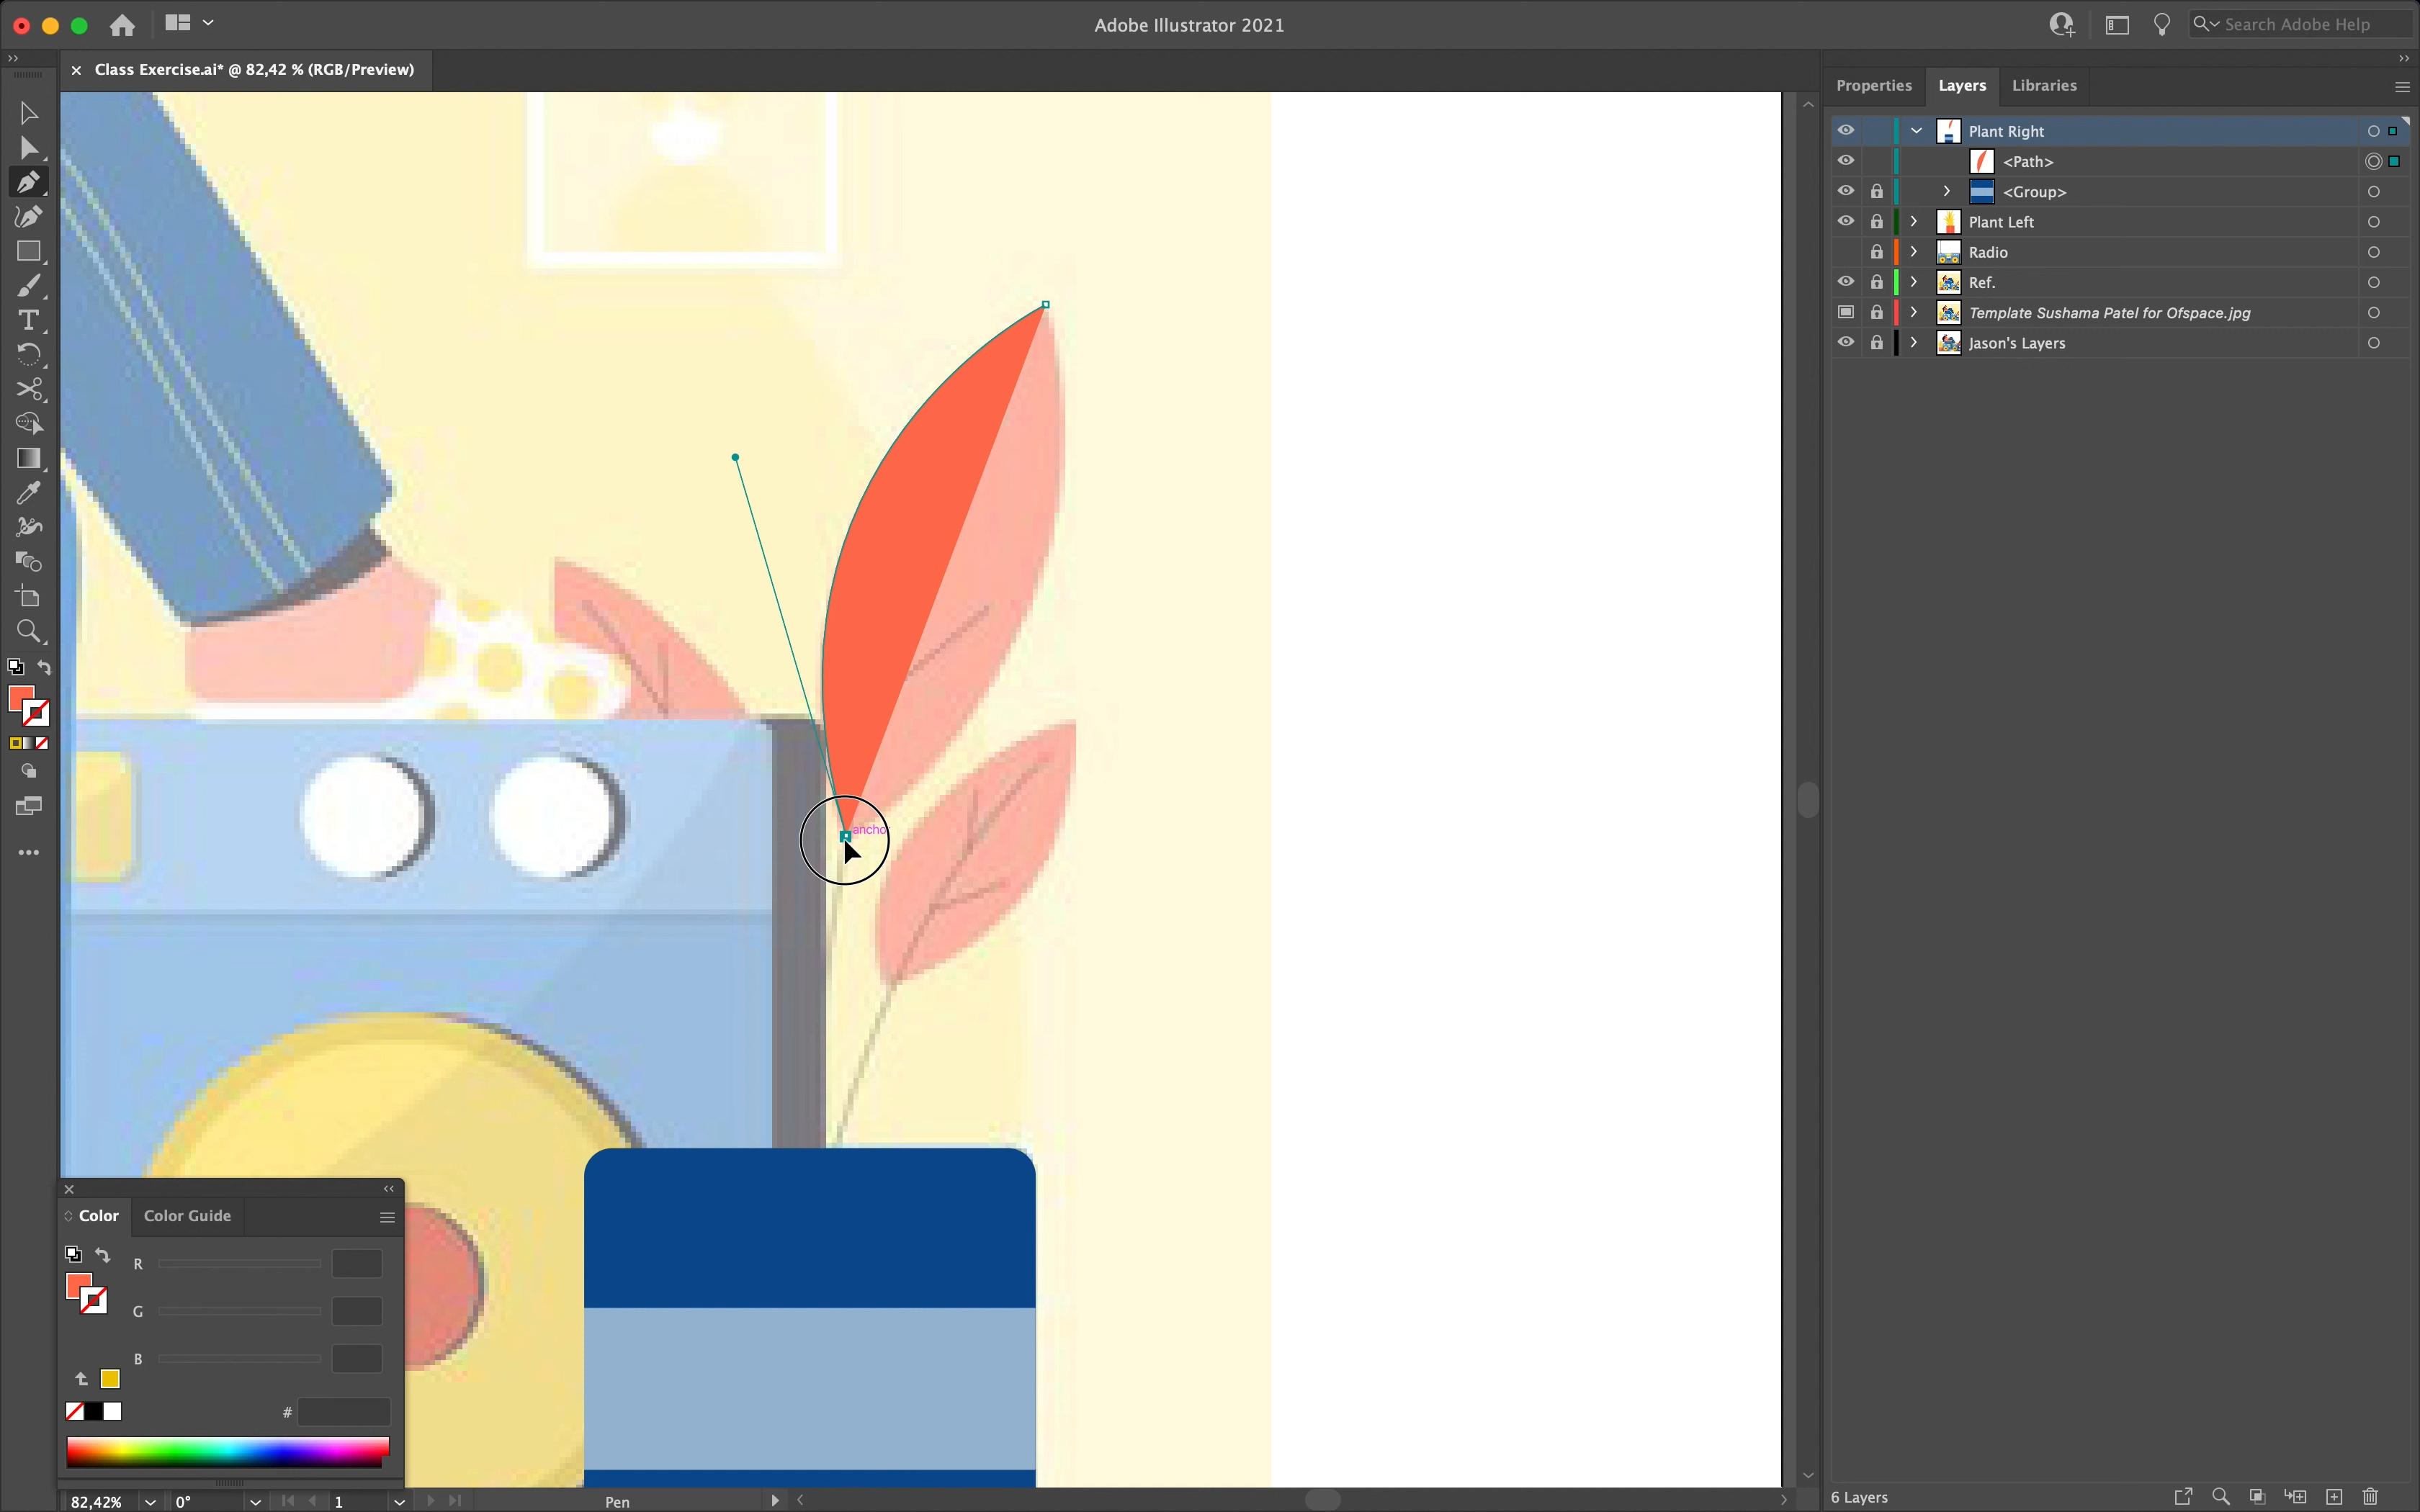 Adobe Illustrator 2021
Search Adobe Help
Class Exercise.ai* @ 82,42 % (RGB/Preview)
Properties
Layers
Libraries
Plant Right
<Path>
<Group>
Plant Left
Radio
Ref.
Template Sushama Patel for Ofspace.jpg
Jason's Layers
ancho
Color
Color Guide
R
G
B
#
82,42%
0°
1
Pen
6 Layers